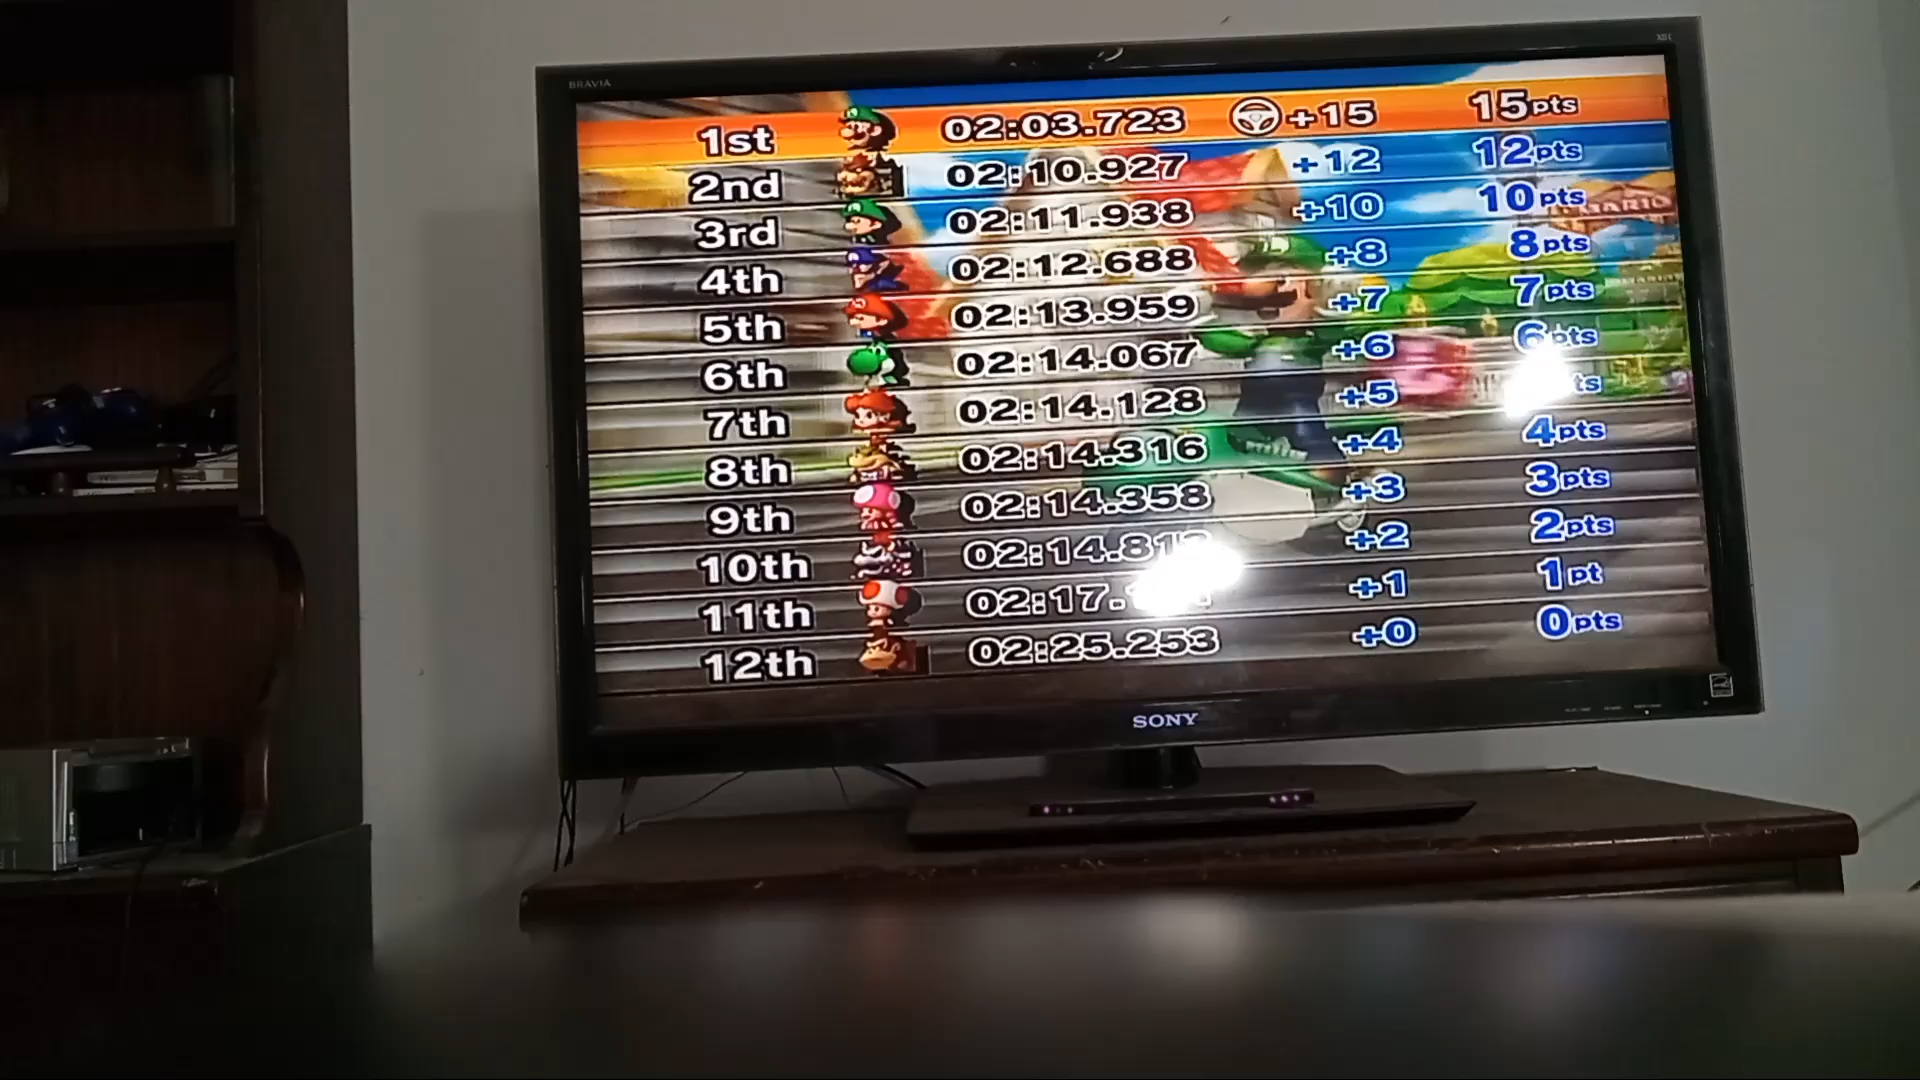 BRAVIA
1st 02:03.723 +15 15pts
2nd 02:10.927 +12 12pts
3rd 02:11.938 +10 10pts
4th 02:12.688 +8 8pts
5th 02:13.959 +7 7pts
6th 02:14.067 +6 6pts
7th 02:14.128 +5
8th 02:14.316 +4 4pts
9th 02:14.358 +3 3pts
10th +2 2pts
11th +1 1pt
12th 02:25.253 +0 0pts
MARIO
SONY